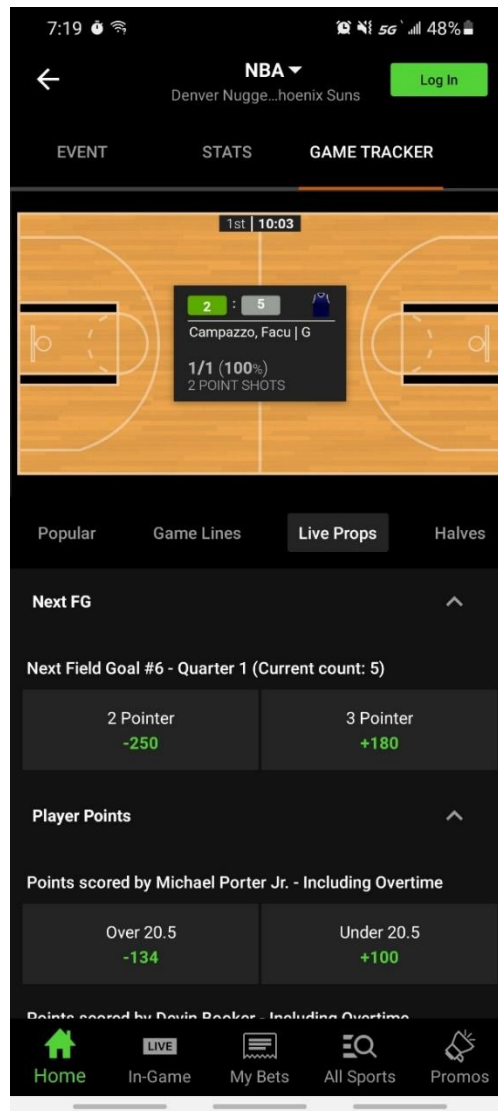 7:19 5G 48%
NBA
Denver Nugge...hoenix Suns
Log In
EVENT STATS GAME TRACKER
1st | 10:03
2 : 5
Campazzo, Facu | G
1/1 (100%)
2 POINT SHOTS
Popular Game Lines Live Props Halves
Next FG
Next Field Goal #6 - Quarter 1 (Current count: 5)
2 Pointer 3 Pointer
-250 +180
Player Points
Points scored by Michael Porter Jr. - Including Overtime
Over 20.5 Under 20.5
-134 +100
Points scored by Devin Booker - Including Overtime
LIVE
Home In-Game My Bets All Sports Promos